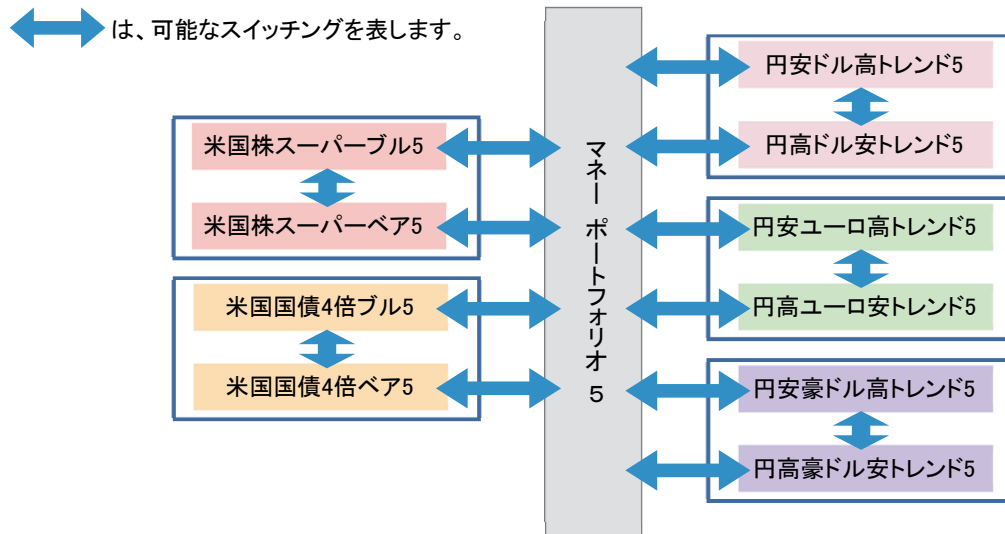 は、可能なスイッチングを表します。
米国株スーパーブル5
米国株スーパーベア5
米国国債4倍ブル5
米国国債4倍ベア5
マネー ポートフォリオ 5
円安ドル高トレンド5
円高ドル安トレンド5
円安ユーロ高トレンド5
円高ユーロ安トレンド5
円安豪ドル高トレンド5
円高豪ドル安トレンド5